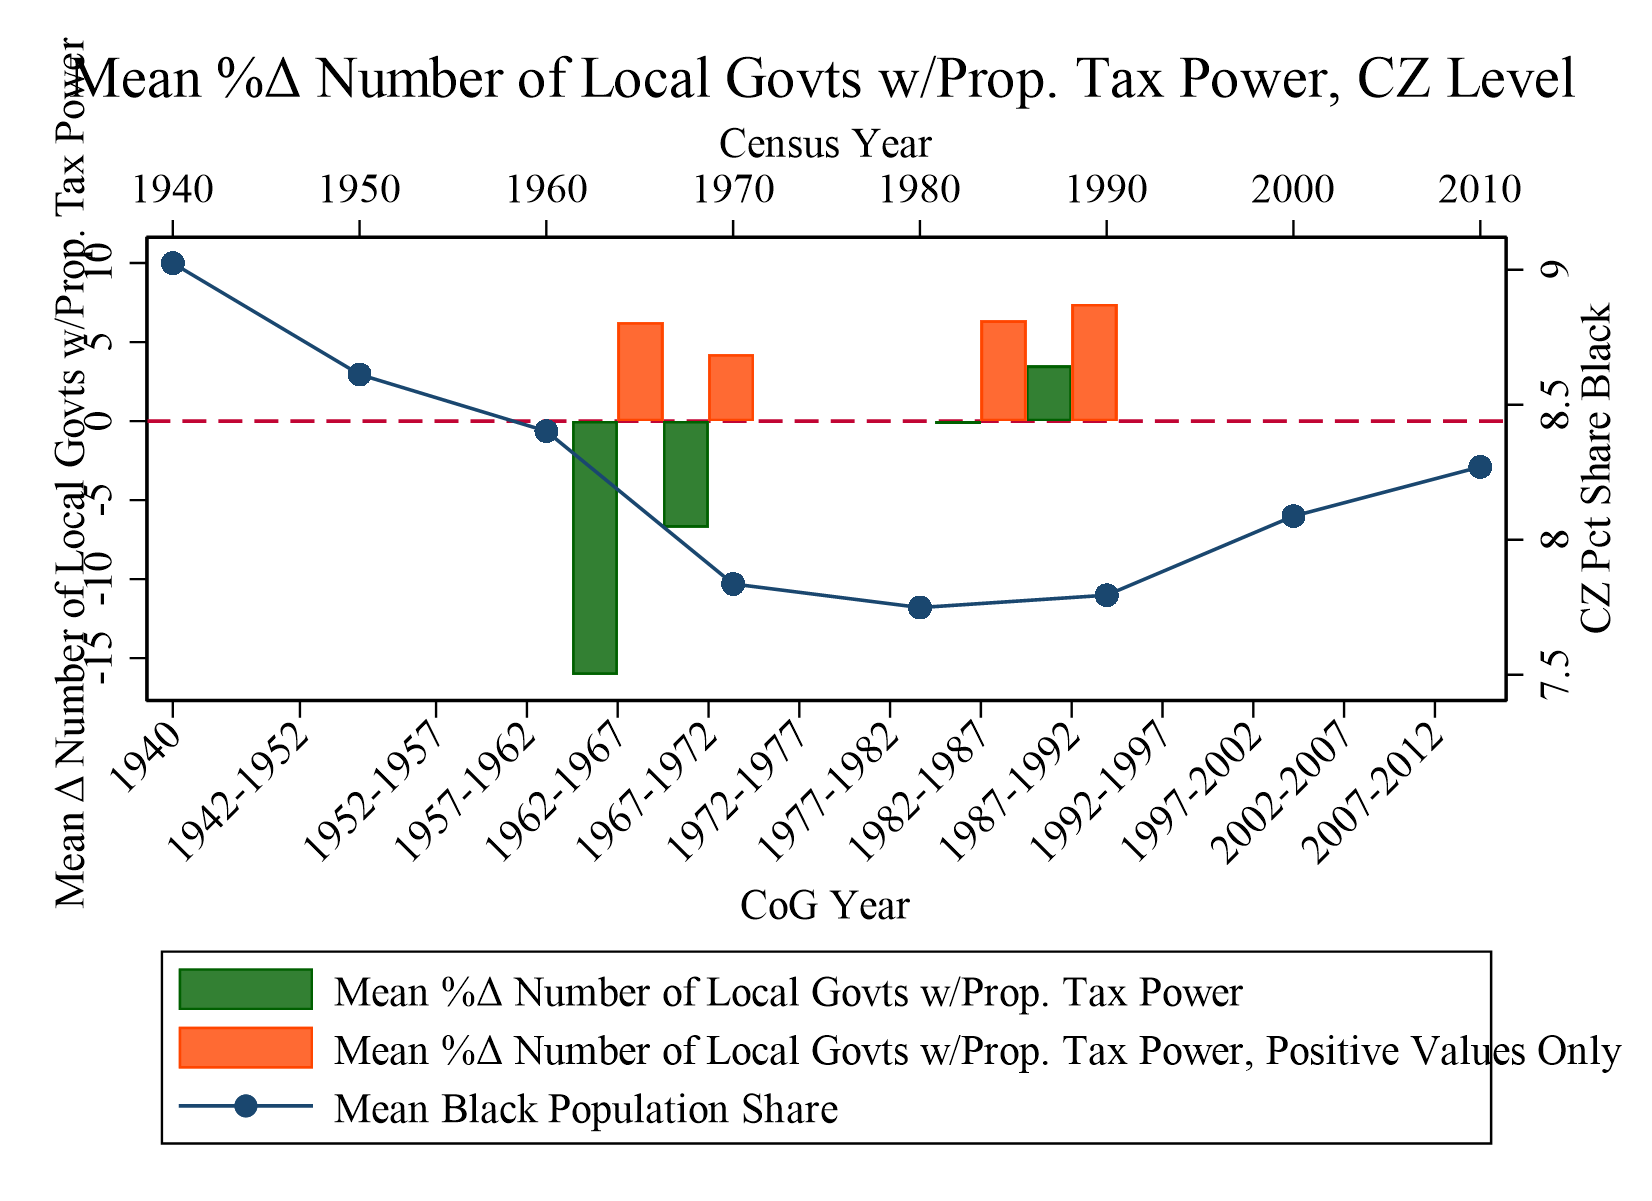 Mean %Δ Number of Local Govts w/Prop. Tax Power, CZ Level
Census Year
1940 1950 1960 1970 1980 1990 2000 2010
Mean Δ Number of Local Govts w/Prop. Tax Power
10
5
0
-5
-10
-15
9
8.5
8
7.5
CZ Pct Share Black
1940 1942-1952 1952-1957 1957-1962 1962-1967 1967-1972 1972-1977 1977-1982 1982-1987 1987-1992 1992-1997 1997-2002 2002-2007 2007-2012
CoG Year
Mean %Δ Number of Local Govts w/Prop. Tax Power
Mean %Δ Number of Local Govts w/Prop. Tax Power, Positive Values Only
Mean Black Population Share